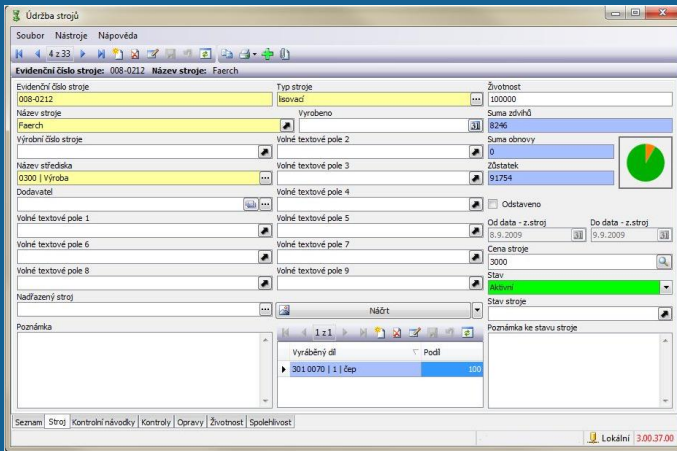 Údržba strojů
Soubor Nástroje Nápověda
4 z 33
Evidenční číslo stroje: 008-0212 Název stroje: Faerch
Evidenční číslo stroje Typ stroje Životnost
008-0212 lisovací 100000
Název stroje Vyrobeno Suma zdvihů
Faerch 31 8246
Výrobní číslo stroje Volné textové pole 2 Suma obnovy
0
Název střediska Volné textové pole 3 Zůstatek
0300 | Výroba 91754
Dodavatel Volné textové pole 4
Odstaveno
Volné textové pole 1 Volné textové pole 5 Od data - z.stroj Do data - z.stroj
8.9.2009 31 9.9.2009 31
Volné textové pole 6 Volné textové pole 7 Cena stroje
3000
Volné textové pole 8 Volné textové pole 9 Stav
Aktivní
Nadřazený stroj Stav stroje
Náčrt
Poznámka Poznámka ke stavu stroje
1 z 1
Vyráběný díl Podíl
301 0070 | 1 | čep 100
Seznam Stroj Kontrolní návodky Kontroly Opravy Životnost Spolehlivost
Lokální 3.00.37.00